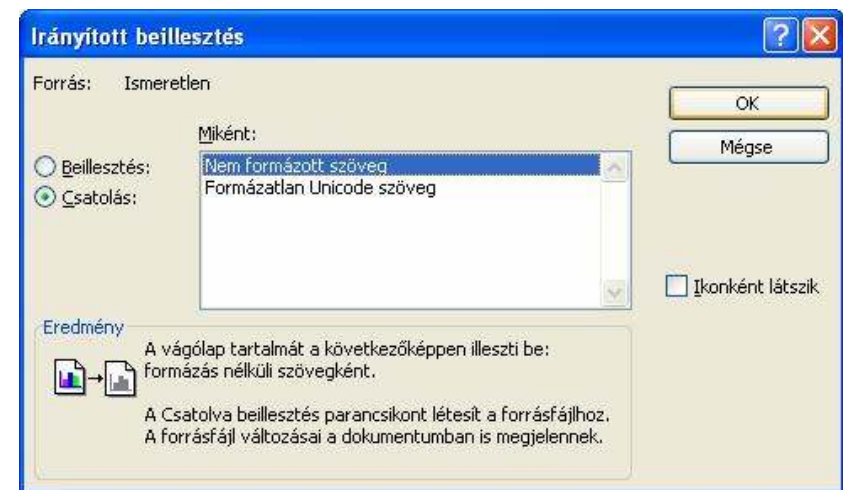 Irányított beillesztés
Forrás: Ismeretlen
OK
Miként:
Mégse
Beillesztés:
Nem formázott szöveg
Csatolás:
Formázatlan Unicode szöveg
Ikonként látszik
Eredmény
A vágólap tartalmát a következőképpen illeszti be:
formázás nélküli szövegként.
A Csatolva beillesztés parancsikont létesít a forrásfájlhoz.
A forrásfájl változásai a dokumentumban is megjelennek.